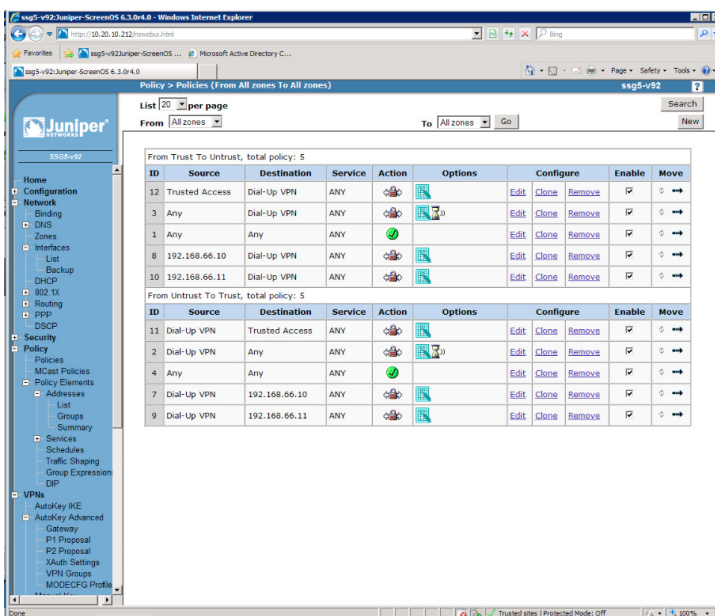 ssg5-v92:Juniper-ScreenOS 6.3.0r4.0 - Windows Internet Explorer
http://10.20.10.212/nswebui.html
Bing
Favorites ssg5-v92:Juniper-ScreenOS ... Microsoft Active Directory C...
ssg5-v92:Juniper-ScreenOS 6.3.0r4.0
Page Safety Tools
Policy > Policies (From All zones To All zones) ssg5-v92 ?
List 20 per page Search
From All zones To All zones Go New
Juniper
NETWORKS
SSG5-v92
Home
Configuration
Network
Binding
DNS
Zones
Interfaces
List
Backup
DHCP
802.1X
Routing
PPP
DSCP
Security
Policy
Policies
MCast Policies
Policy Elements
Addresses
List
Groups
Summary
Services
Schedules
Traffic Shaping
Group Expression
DIP
VPNs
AutoKey IKE
AutoKey Advanced
Gateway
P1 Proposal
P2 Proposal
XAuth Settings
VPN Groups
MODECFG Profile
From Trust To Untrust, total policy: 5
ID Source Destination Service Action Options Configure Enable Move
12 Trusted Access Dial-Up VPN ANY Edit Clone Remove
3 Any Dial-Up VPN ANY Edit Clone Remove
1 Any Any ANY Edit Clone Remove
8 192.168.66.10 Dial-Up VPN ANY Edit Clone Remove
10 192.168.66.11 Dial-Up VPN ANY Edit Clone Remove
From Untrust To Trust, total policy: 5
ID Source Destination Service Action Options Configure Enable Move
11 Dial-Up VPN Trusted Access ANY Edit Clone Remove
2 Dial-Up VPN Any ANY Edit Clone Remove
4 Any Any ANY Edit Clone Remove
7 Dial-Up VPN 192.168.66.10 ANY Edit Clone Remove
9 Dial-Up VPN 192.168.66.11 ANY Edit Clone Remove
Done Trusted sites | Protected Mode: Off 100%